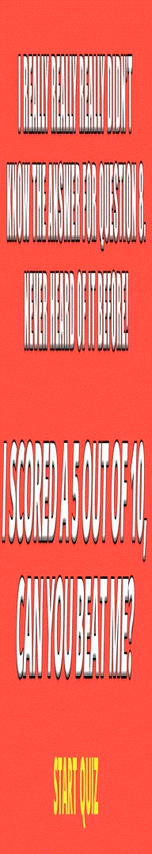 I REALLY REALLY REALLY DIDN'T
KNOW THE ANSWER FOR QUESTION 8.
NEVER HEARD OF IT BEFORE!
I SCORED A 5 OUT OF 10,
CAN YOU BEAT ME?
START QUIZ